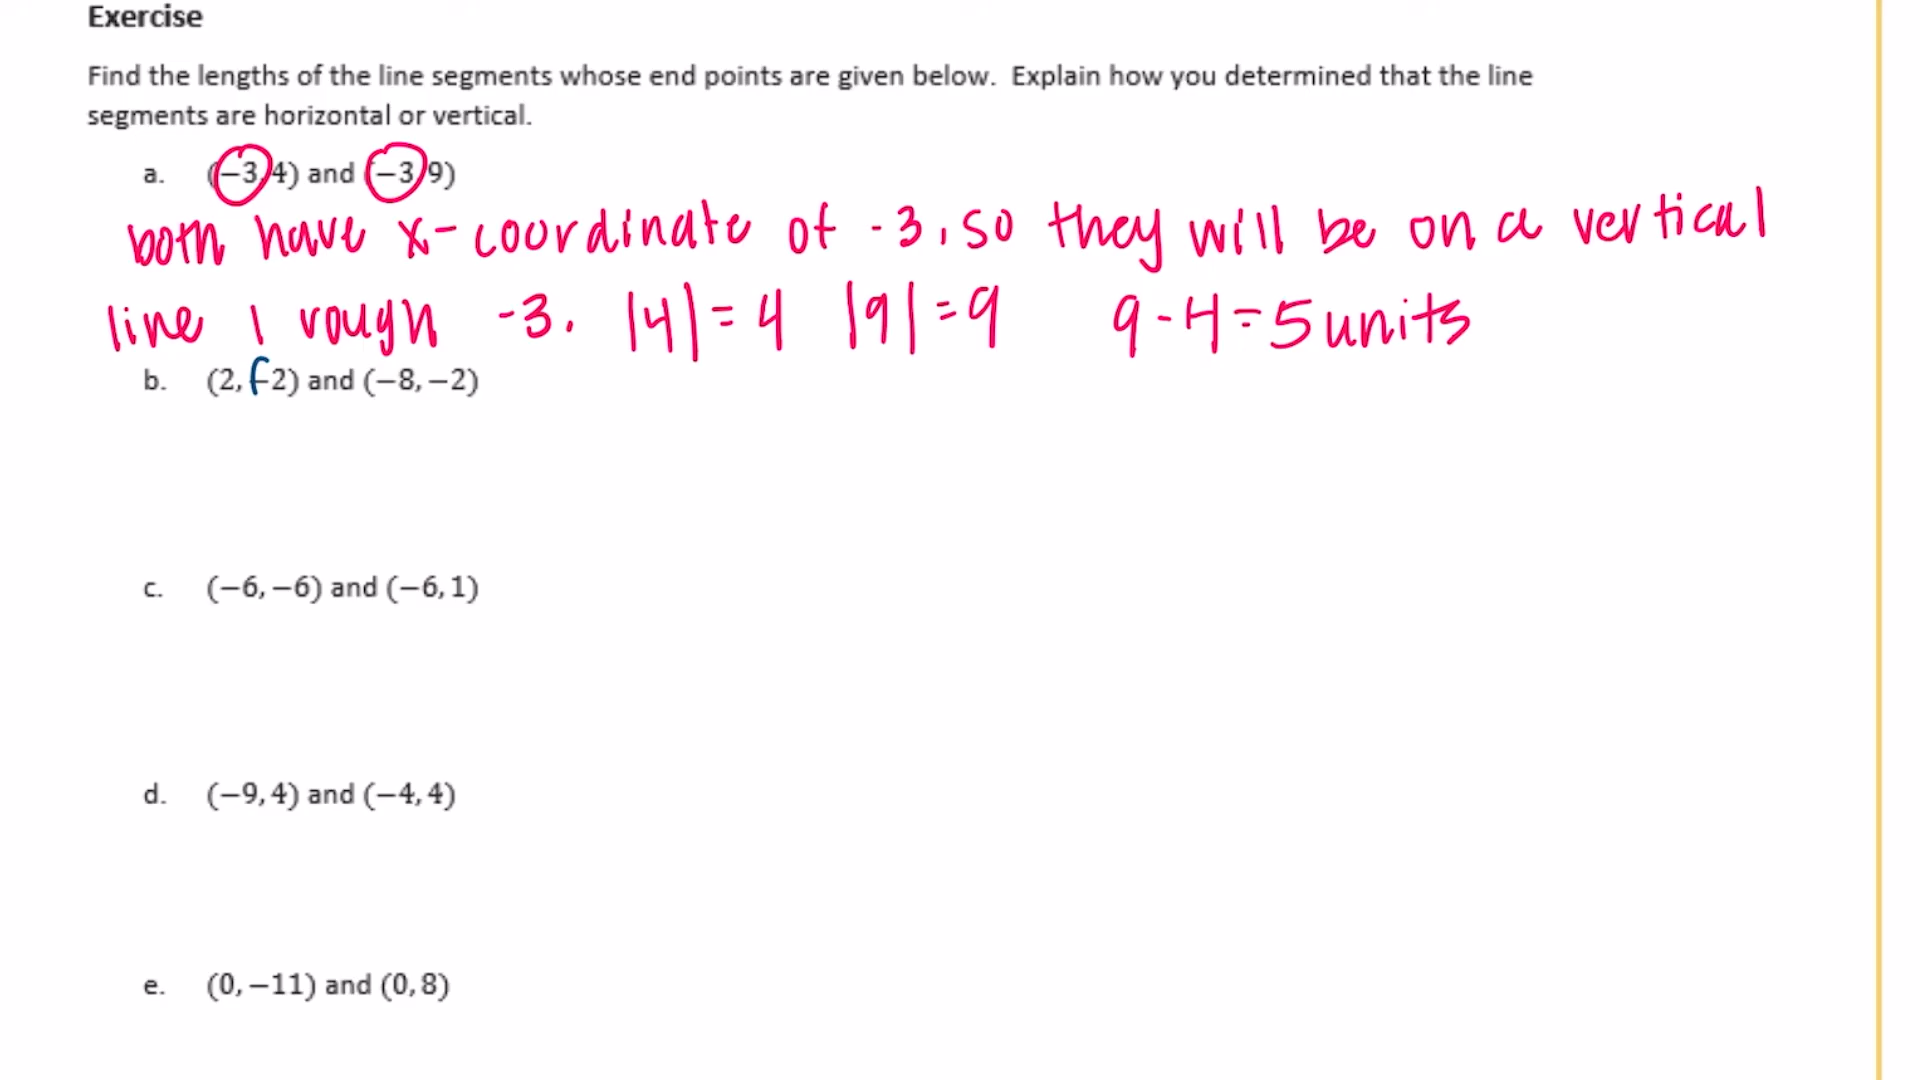 Exercise
Find the lengths of the line segments whose end points are given below. Explain how you determined that the line
segments are horizontal or vertical.
a. (−3,4) and (−3,9)
both have x-coordinate of -3, so they will be on a vertical
line through -3. |4|=4 |9|=9 9-4=5 units
b. (2,−2) and (−8,−2)
c. (−6,−6) and (−6,1)
d. (−9,4) and (−4,4)
e. (0,−11) and (0,8)